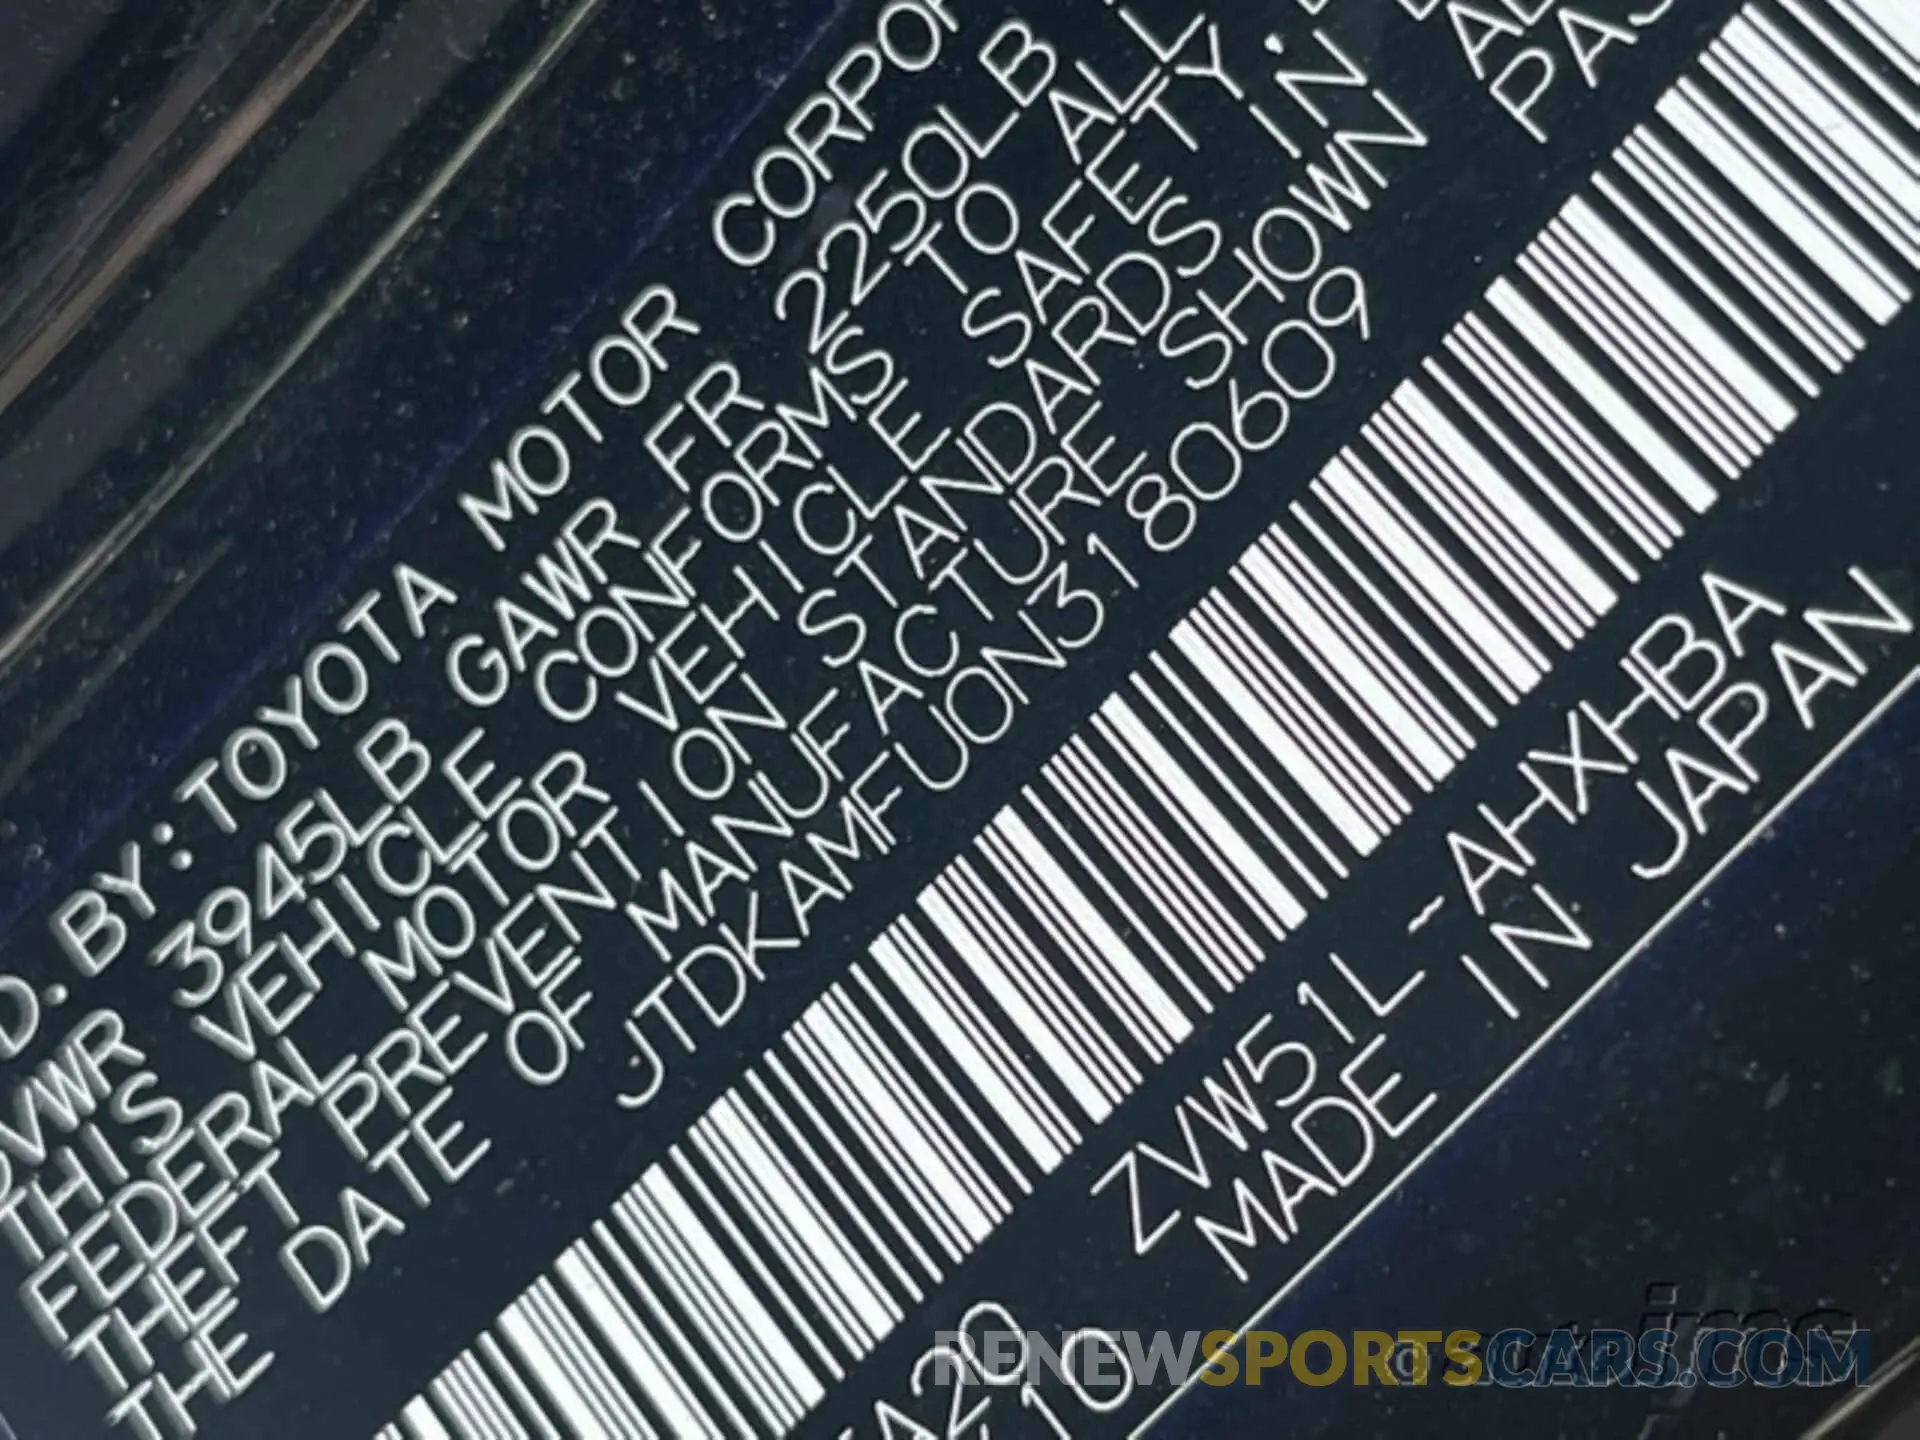 D. BY: TOYOTA MOTOR
GVWR 3945LB GAWR FR 2250LB
THIS VEHICLE CONFORMS TO ALL
FEDERAL MOTOR VEHICLE SAFETY
THEFT PREVENTION STANDARDS IN
THE DATE OF MANUFACTURE SHOWN
JTDKAMFU0N3180609
ZVW51L-AHXHBA
MADE IN JAPAN
RENEWSPORTSCARS.COM